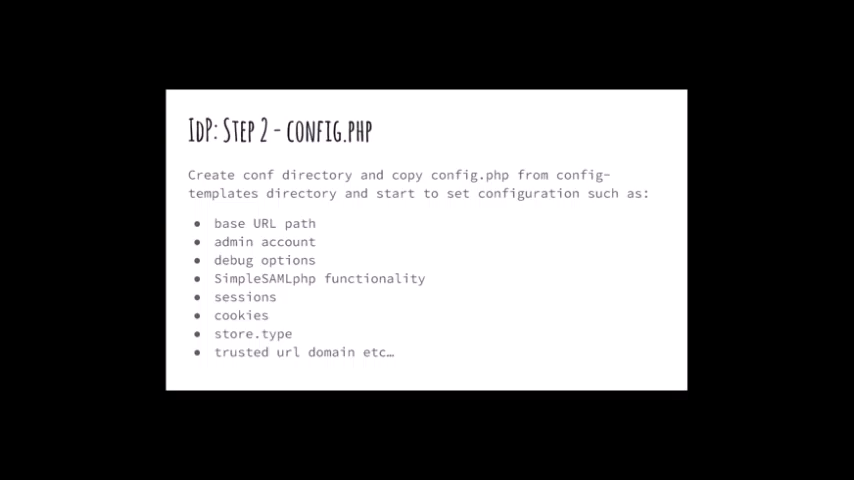 IdP: Step 2 - config.php
Create conf directory and copy config.php from config-
templates directory and start to set configuration such as:
● base URL path
● admin account
● debug options
● SimpleSAMLphp functionality
● sessions
● cookies
● store.type
● trusted url domain etc…